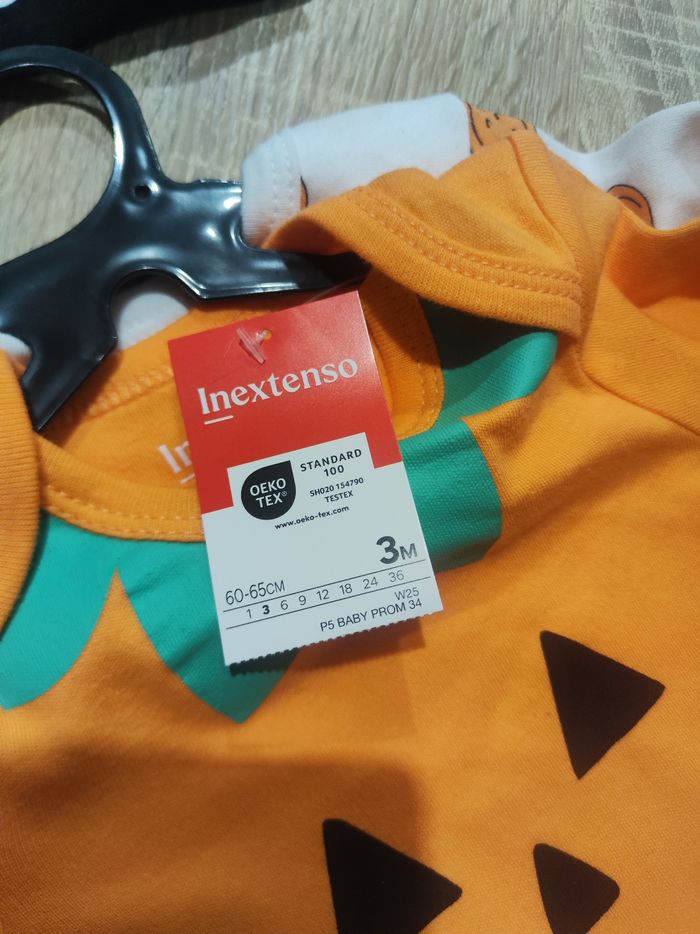 Inextenso
OEKO
TEX®
STANDARD
100
SH020 154790
TESTEX
www.oeko-tex.com
3M
60-65CM
1 3 6 9 12 18 24 36
W25
P5 BABY PROM 34